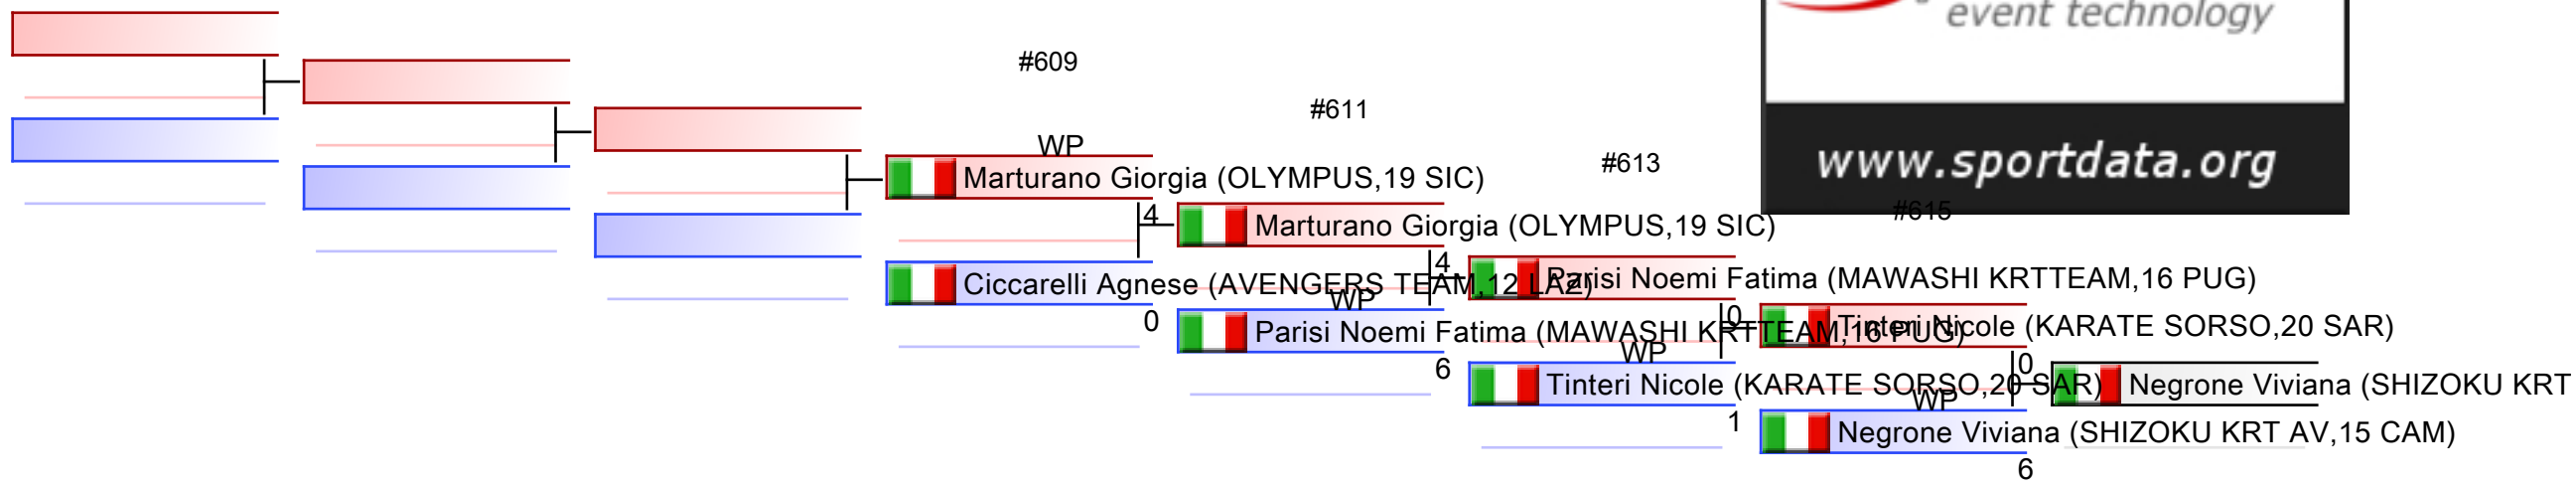 event technology
www.sportdata.org
#609
WP
Marturano Giorgia (OLYMPUS,19 SIC)
4
Ciccarelli Agnese (AVENGERS TEAM,12 LAZ)
0
#611
Marturano Giorgia (OLYMPUS,19 SIC)
4
WP
Parisi Noemi Fatima (MAWASHI KRTTEAM,16 PUG)
6
#613
Parisi Noemi Fatima (MAWASHI KRTTEAM,16 PUG)
0
WP
Tinteri Nicole (KARATE SORSO,20 SAR)
1
#615
Tinteri Nicole (KARATE SORSO,20 SAR)
0
WP
Negrone Viviana (SHIZOKU KRT AV,15 CAM)
6
Negrone Viviana (SHIZOKU KRT